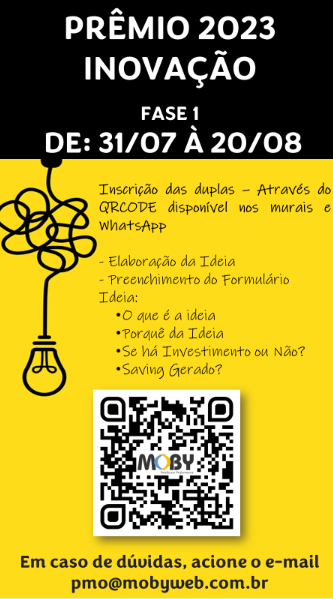 PRÊMIO 2023
INOVAÇÃO
FASE 1
DE: 31/07 À 20/08
Inscrição das duplas – Através do
QRCODE disponível nos murais e
WhatsApp
- Elaboração da Ideia
- Preenchimento do Formulário
Ideia:
•O que é a ideia
•Porquê da Ideia
•Se há Investimento ou Não?
•Saving Gerado?
MOBY
Em caso de dúvidas, acione o e-mail
pmo@mobyweb.com.br